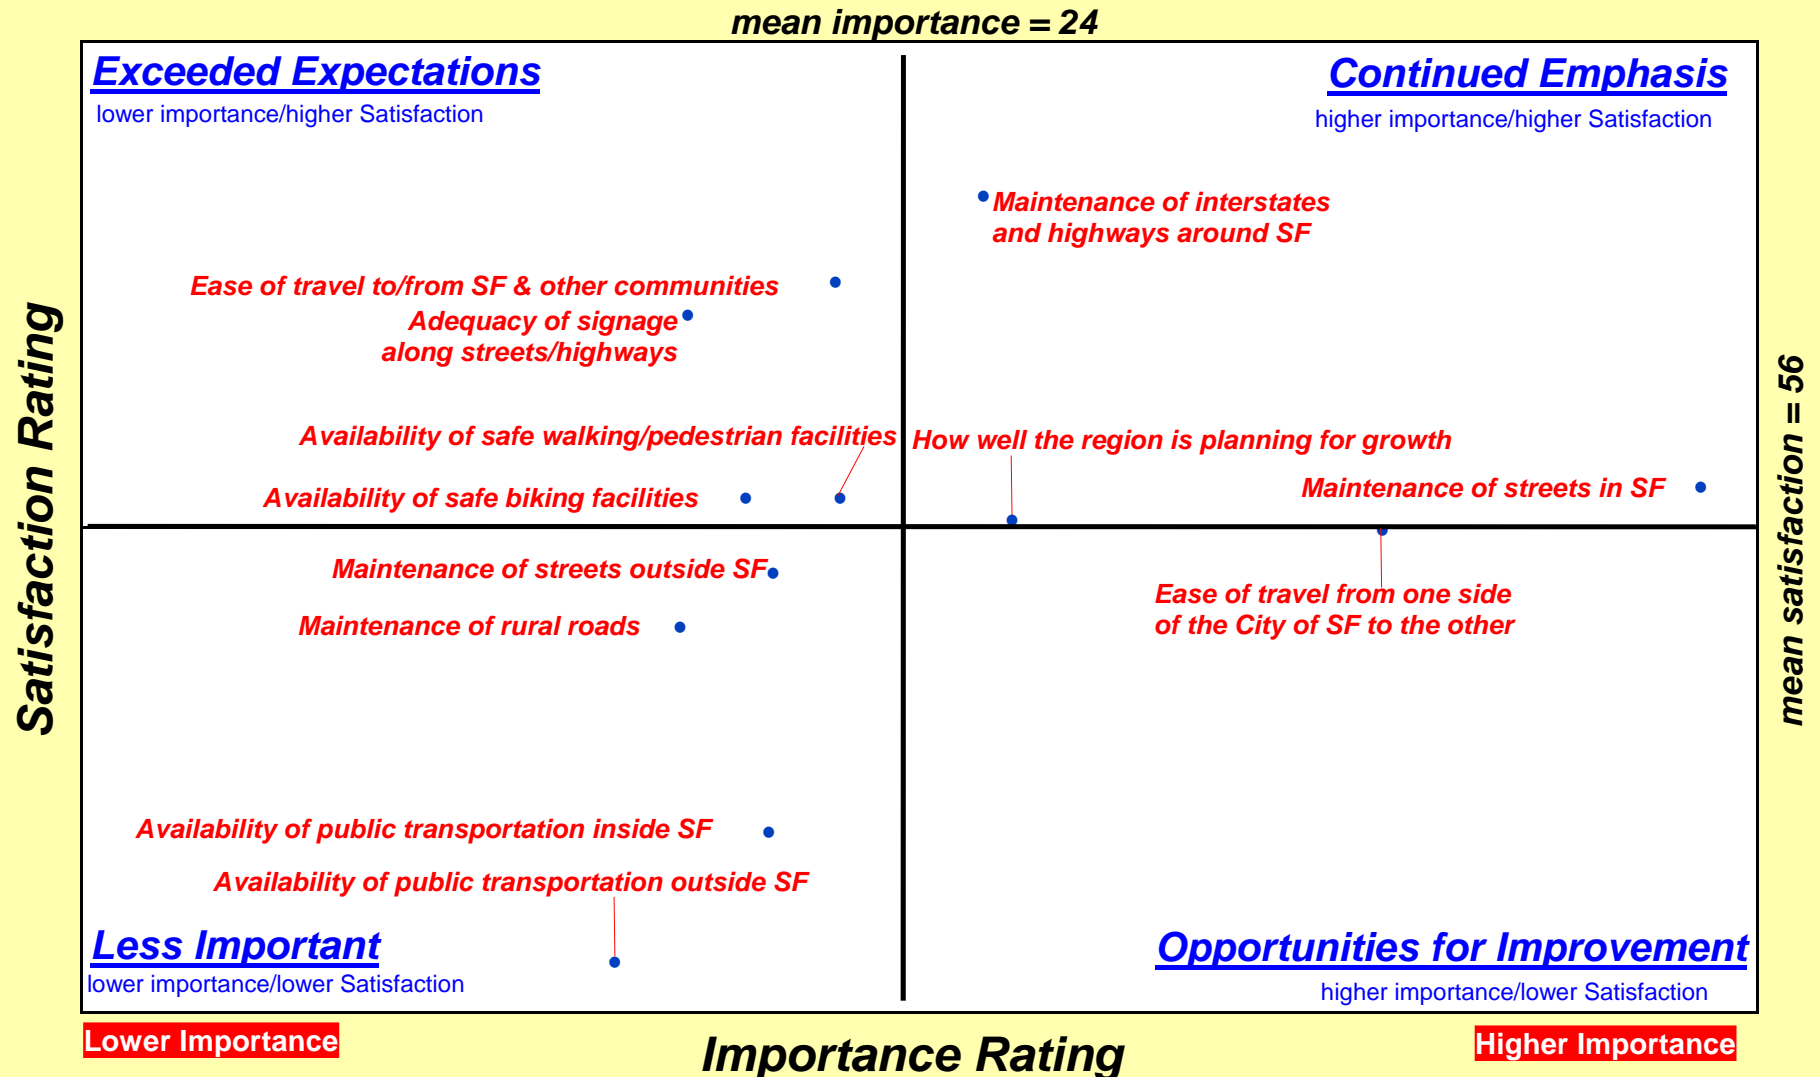 mean importance = 24
Exceeded Expectations
lower importance/higher Satisfaction
Continued Emphasis
higher importance/higher Satisfaction
Maintenance of interstates
and highways around SF
Ease of travel to/from SF & other communities
Adequacy of signage
along streets/highways
Availability of safe walking/pedestrian facilities
How well the region is planning for growth
Availability of safe biking facilities
Maintenance of streets in SF
Satisfaction Rating
mean satisfaction = 56
Maintenance of streets outside SF
Maintenance of rural roads
Ease of travel from one side
of the City of SF to the other
Availability of public transportation inside SF
Availability of public transportation outside SF
Less Important
lower importance/lower Satisfaction
Opportunities for Improvement
higher importance/lower Satisfaction
Lower Importance
Importance Rating
Higher Importance